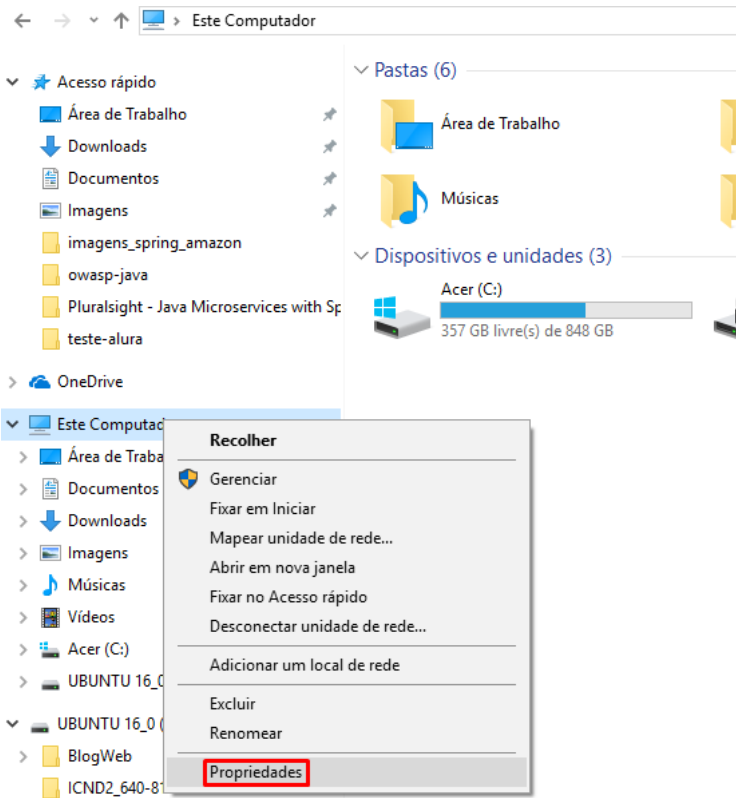 Este Computador
Acesso rápido
Área de Trabalho
Downloads
Documentos
Imagens
imagens_spring_amazon
owasp-java
Pluralsight - Java Microservices with Sp
teste-alura
OneDrive
Este Computad
Área de Traba
Documentos
Downloads
Imagens
Músicas
Vídeos
Acer (C:)
UBUNTU 16_0
UBUNTU 16_0 (
BlogWeb
ICND2_640-81
Pastas (6)
Área de Trabalho
Músicas
Dispositivos e unidades (3)
Acer (C:)
357 GB livre(s) de 848 GB
Recolher
Gerenciar
Fixar em Iniciar
Mapear unidade de rede...
Abrir em nova janela
Fixar no Acesso rápido
Desconectar unidade de rede...
Adicionar um local de rede
Excluir
Renomear
Propriedades